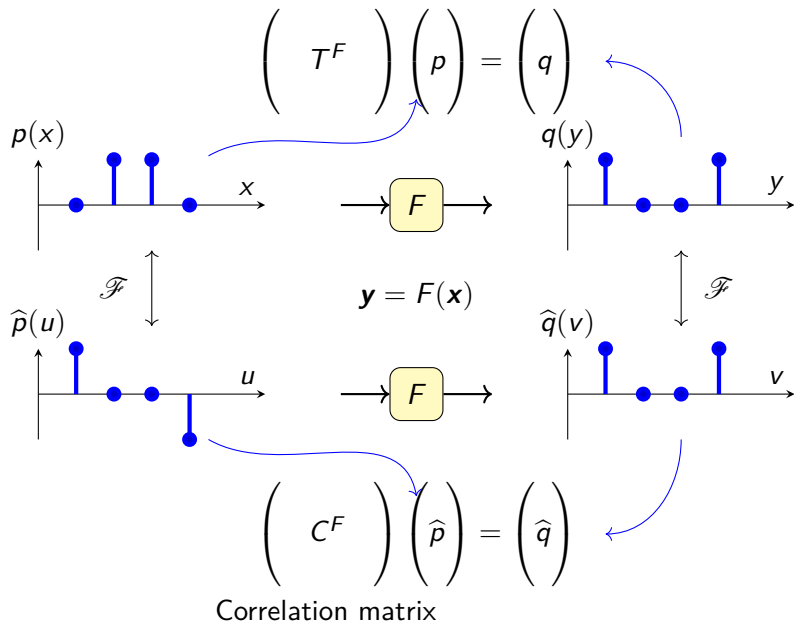 ( T^F ) ( p ) = ( q )
p(x) q(y)
x F y
ℱ 𝒚 = F(𝒙) ℱ
p̂(u) q̂(v)
u F v
( C^F ) ( p̂ ) = ( q̂ )
Correlation matrix